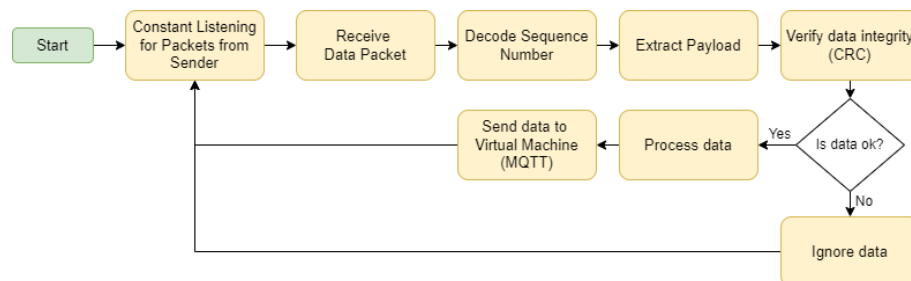 Start
Constant Listening
for Packets from
Sender
Receive
Data Packet
Decode Sequence
Number
Extract Payload
Verify data integrity
(CRC)
Is data ok?
Yes
Process data
Send data to
Virtual Machine
(MQTT)
No
Ignore data